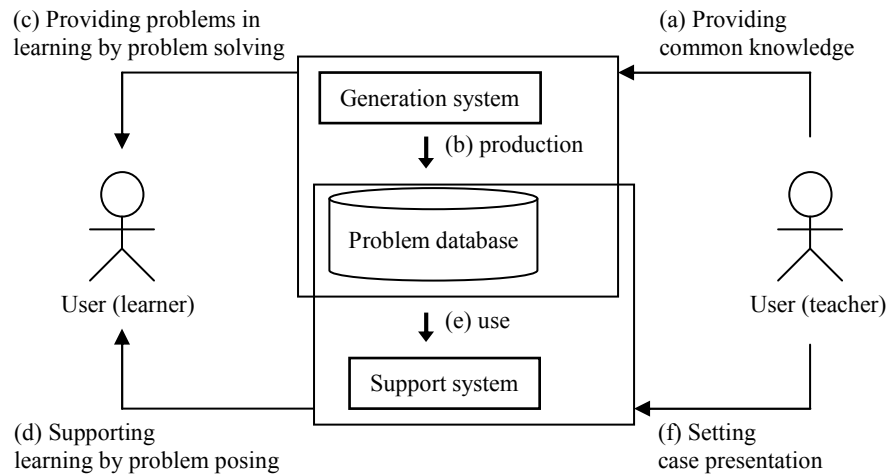 (c) Providing problems in
learning by problem solving
(a) Providing
common knowledge
Generation system
(b) production
Problem database
User (learner)
User (teacher)
(e) use
Support system
(d) Supporting
learning by problem posing
(f) Setting
case presentation